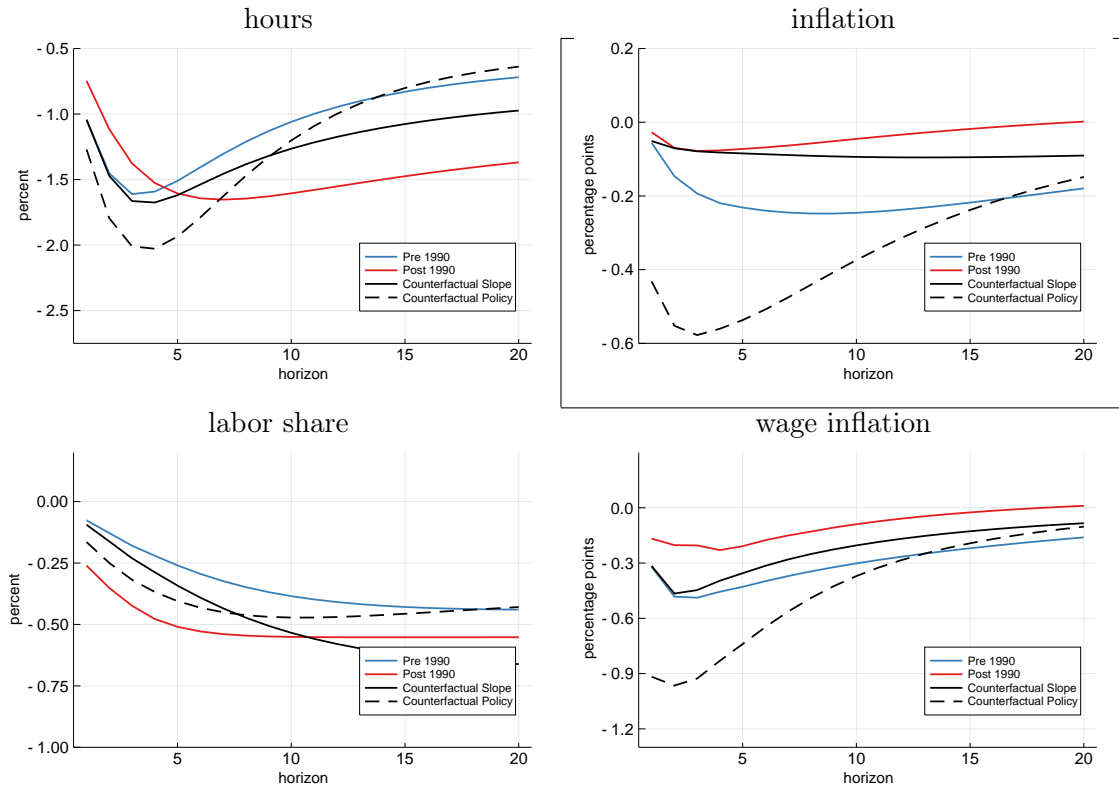 hours
- 0.5
- 1.0
- 1.5
- 2.0
- 2.5
percent
5
10
15
20
horizon
Pre 1990
Post 1990
Counterfactual Slope
Counterfactual Policy
inflation
0.2
0.0
- 0.2
- 0.4
- 0.6
percentage points
5
10
15
20
horizon
Pre 1990
Post 1990
Counterfactual Slope
Counterfactual Policy
labor share
0.00
- 0.25
- 0.50
- 0.75
- 1.00
percent
5
10
15
20
horizon
Pre 1990
Post 1990
Counterfactual Slope
Counterfactual Policy
wage inflation
0.0
- 0.3
- 0.6
- 0.9
- 1.2
percentage points
5
10
15
20
horizon
Pre 1990
Post 1990
Counterfactual Slope
Counterfactual Policy